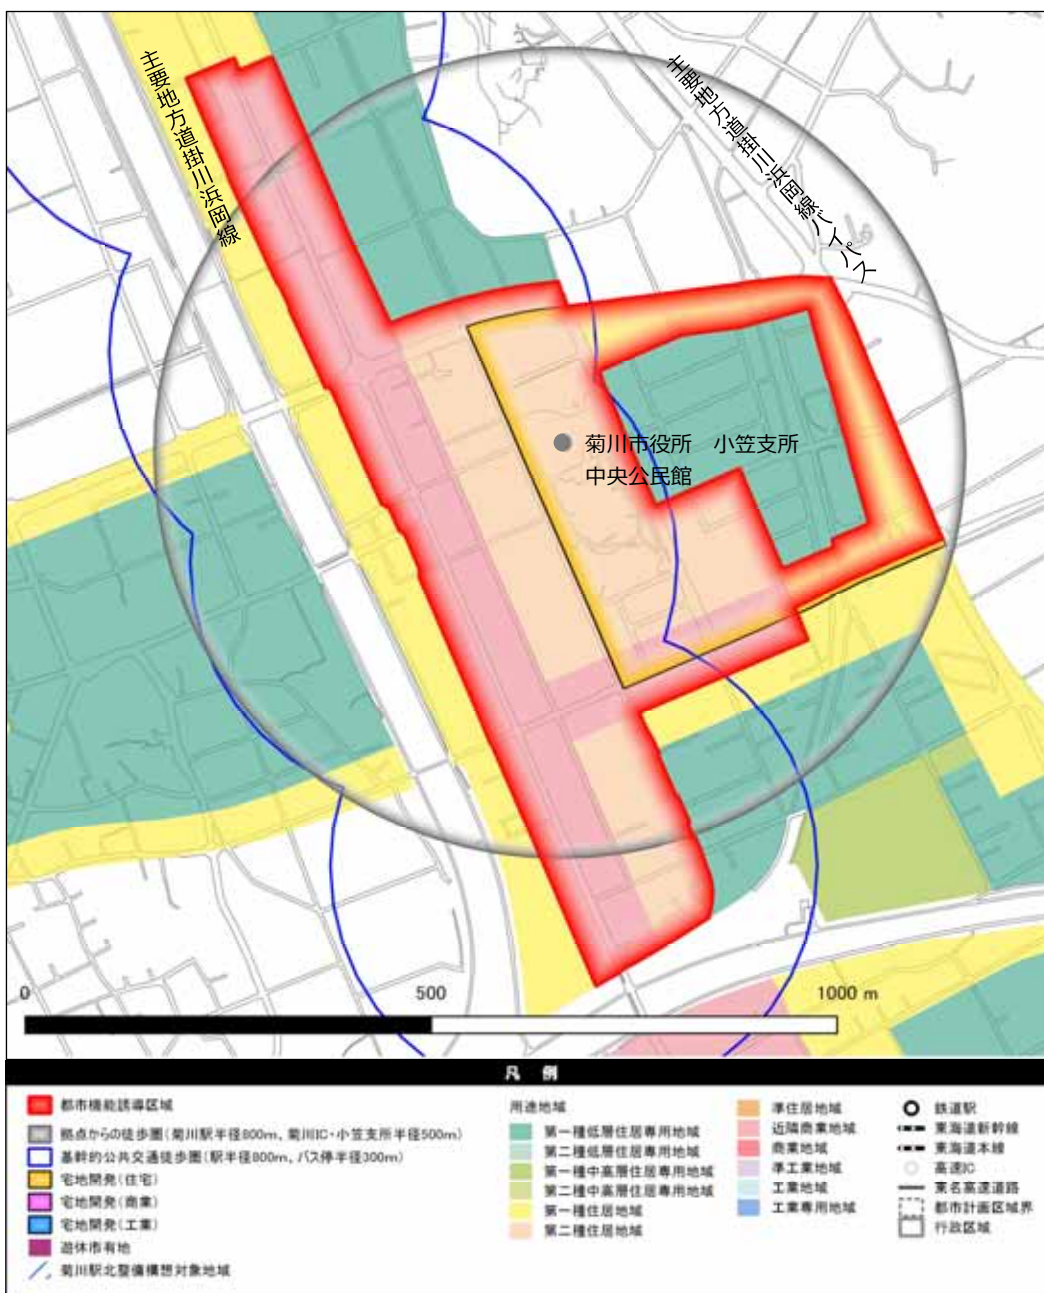 主要地方道掛川浜岡線
主要地方道掛川浜岡線バイパス
菊川市役所　小笠支所
中央公民館
0 500 1000 m
凡 例
都市機能誘導区域
拠点からの徒歩圏(菊川駅半径800m、菊川IC・小笠支所半径500m)
基幹的公共交通徒歩圏(駅半径800m、バス停半径300m)
宅地開発(住宅)
宅地開発(商業)
宅地開発(工業)
遊休市有地
菊川駅北整備構想対象地域
用途地域
第一種低層住居専用地域
第二種低層住居専用地域
第一種中高層住居専用地域
第二種中高層住居専用地域
第一種住居地域
第二種住居地域
準住居地域
近隣商業地域
商業地域
準工業地域
工業地域
工業専用地域
鉄道駅
東海道新幹線
東海道本線
高速IC
東名高速道路
都市計画区域界
行政区域